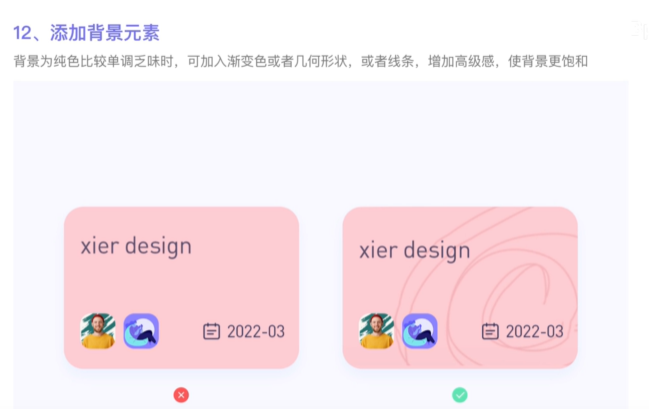 12、添加背景元素
背景为纯色比较单调乏味时，可加入渐变色或者几何形状，或者线条，增加高级感，使背景更饱和
xier design
2022-03
xier design
2022-03